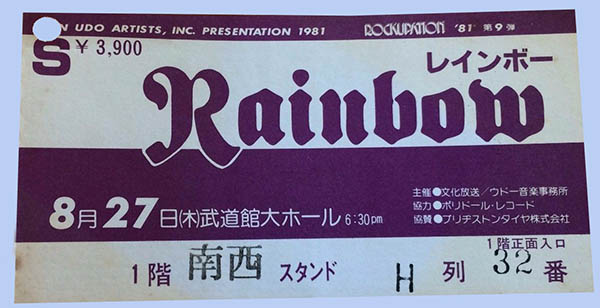 N UDO ARTISTS, INC. PRESENTATION 1981 ROCKUPATION '81' 第9弾
S ¥3,900
レインボー
Rainbow
主催●文化放送/ウドー音楽事務所
協力●ポリドール・レコード
協賛●ブリヂストンタイヤ株式会社
8月27日(木)武道館大ホール 6:30pm
1階正面入口
1階 南西 スタンド H 列 32 番